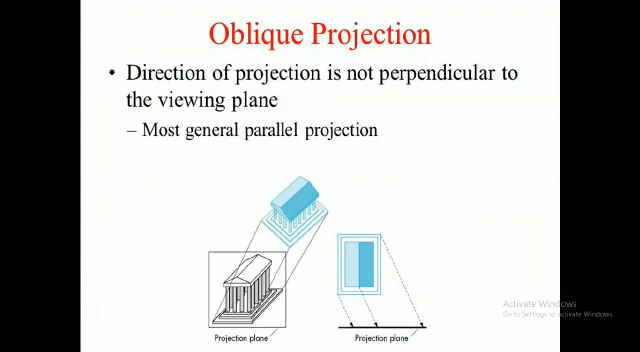 Oblique Projection
• Direction of projection is not perpendicular to
the viewing plane
– Most general parallel projection
Projection plane
Projection plane
Activate Windows
Go to Settings to activate Windows.